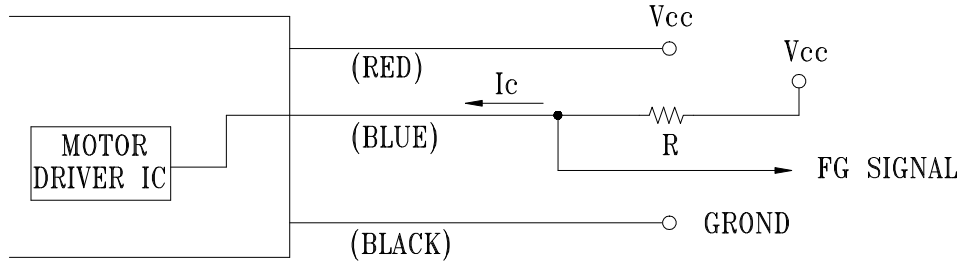 Vcc
Vcc
(RED)
Ic
(BLUE)
R
MOTOR
DRIVER IC
FG SIGNAL
GROND
(BLACK)